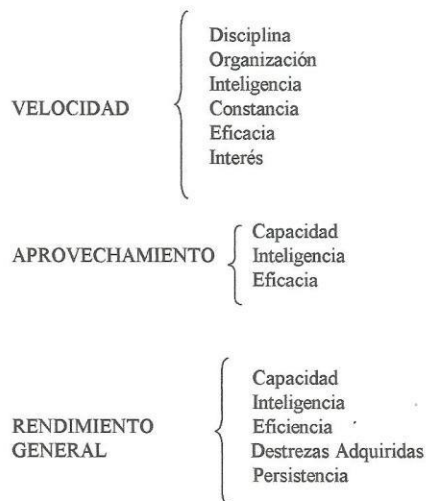 VELOCIDAD
Disciplina
Organización
Inteligencia
Constancia
Eficacia
Interés
APROVECHAMIENTO
Capacidad
Inteligencia
Eficacia
RENDIMIENTO
GENERAL
Capacidad
Inteligencia
Eficiencia
Destrezas Adquiridas
Persistencia